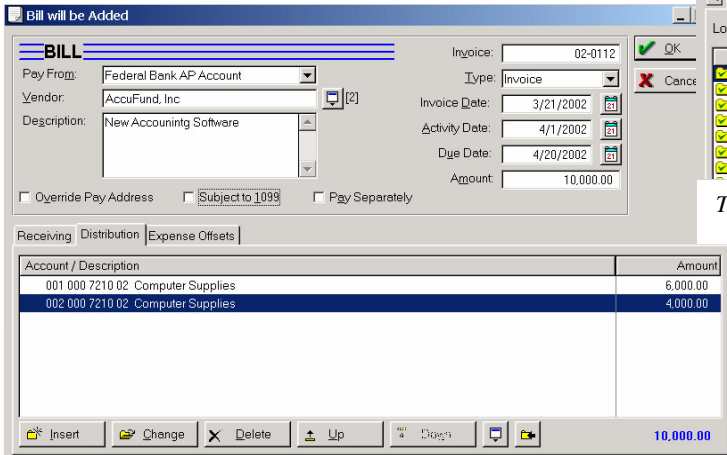 Bill will be Added
BILL
Invoice: 02-0112
OK
Pay From: Federal Bank AP Account
Type: Invoice
Vendor: AccuFund, Inc [2]
Invoice Date: 3/21/2002
Description: New Accounintg Software
Activity Date: 4/1/2002
Due Date: 4/20/2002
Amount: 10,000.00
Override Pay Address Subject to 1099 Pay Separately
Receiving Distribution Expense Offsets
Account / Description Amount
001 000 7210 02 Computer Supplies 6,000.00
002 000 7210 02 Computer Supplies 4,000.00
Insert Change Delete Up Down 10,000.00